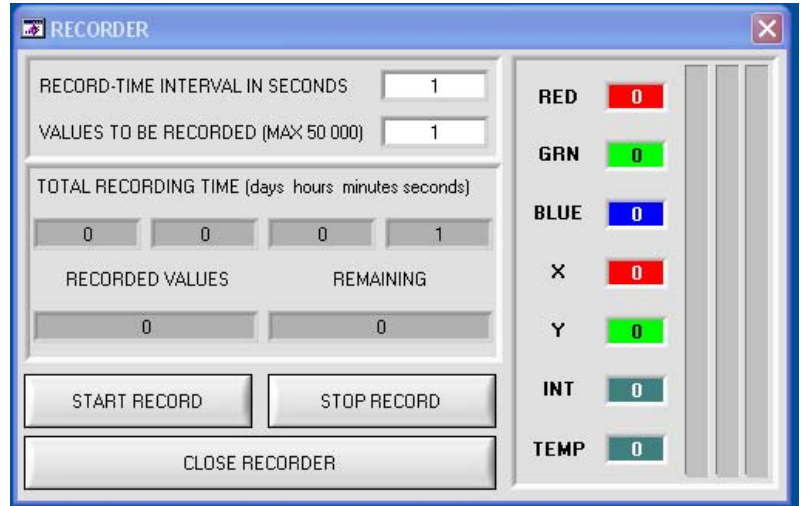 RECORDER
RECORD-TIME INTERVAL IN SECONDS 1
VALUES TO BE RECORDED (MAX 50 000) 1
TOTAL RECORDING TIME (days hours minutes seconds)
0 0 0 1
RECORDED VALUES REMAINING
0 0
START RECORD STOP RECORD
CLOSE RECORDER
RED 0
GRN 0
BLUE 0
X 0
Y 0
INT 0
TEMP 0